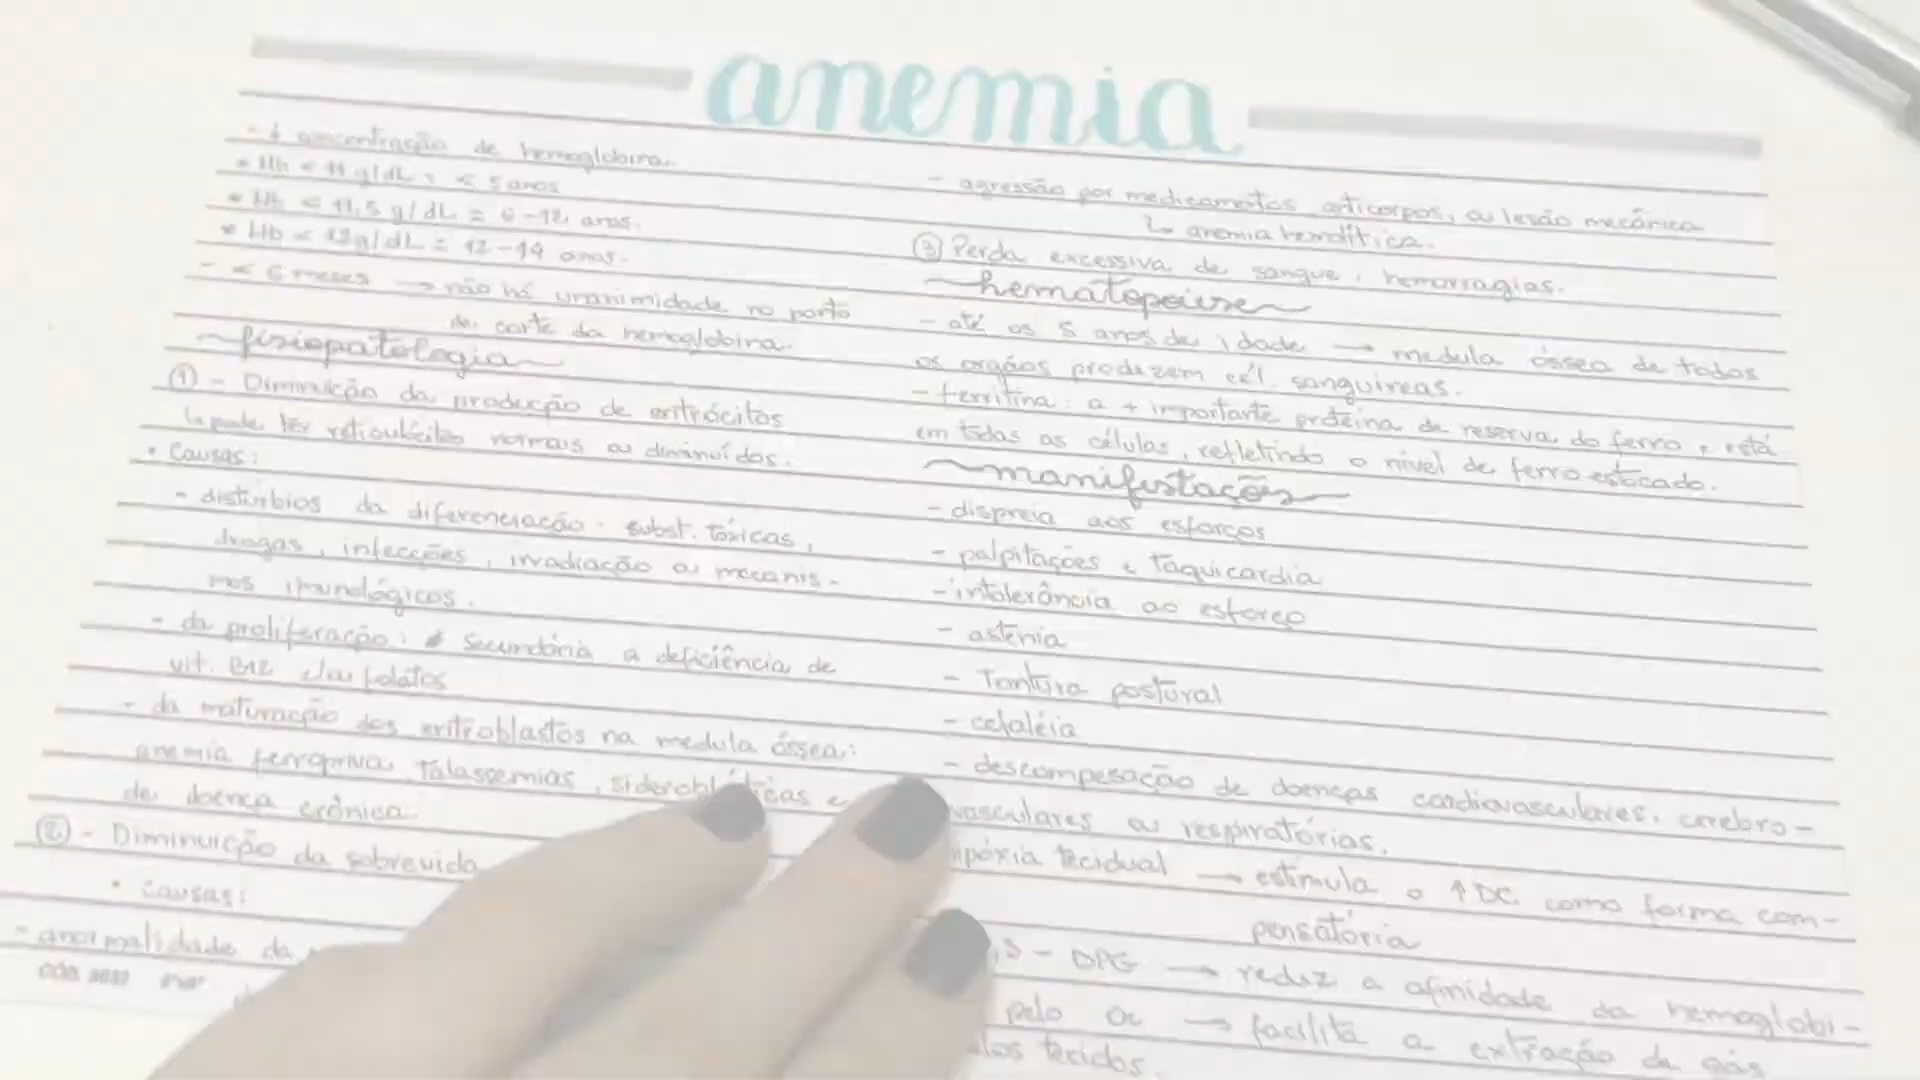 anemia
- ↓ concentração de hemoglobina.
* Hb < 11 g/dL : < 5 anos
* Hb < 11,5 g/dL = 6-12 anos.
* Hb < 12g/dL = 12-14 anos.
- < 6 meses → não há unanimidade no ponto
de corte da hemoglobina.
~fisiopatologia~
① - Diminuição da produção de eritrócitos
↳ pode ter reticulócitos normais ou diminuídos.
• Causas:
- distúrbios da diferenciação: subst. tóxicas,
drogas, infecções, irradiação ou mecanis-
mos imunológicos.
- da proliferação: secundária a deficiência de
vit. B12 e/ou folatos
- da maturação dos eritroblastos na medula óssea:
anemia ferropriva, talassemias, e
de doença crônica.
② - Diminuição da sobrevida
• Causas:
- anormalidade da
- agressão por medicamentos, anticorpos, ou lesão mecânica
↳ anemia hemolítica.
③ Perda excessiva de sangue: hemorragias.
~hematopoiese~
- até os 5 anos de idade → medula óssea de todos
os orgãos produzem cél. sanguíneas.
- ferritina: a + importante proteína de reserva do ferro e está
em todas as células, refletindo o nível de ferro estocado.
~manifestações~
- dispneia aos esforços
- palpitações e taquicardia
- intolerância ao esforço
- astenia
- Tontura postural
- cefaléia
- descompesação de doenças cardiovasculares, cerebro-
vasculares ou respiratórias.
tecidual → estimula o ↑ DC como forma com-
pensatória
- DPG → reduz a afinidade da hemoglobi-
pelo → facilita a extração de gás
tecidos.